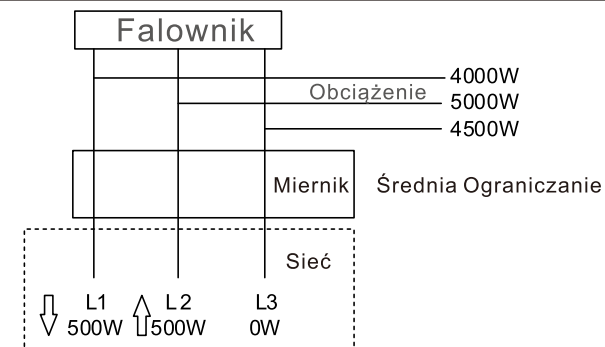 Falownik
4000W
Obciążenie
5000W
4500W
Miernik
Średnia Ograniczanie
Sieć
L1 L2 L3
500W 500W 0W